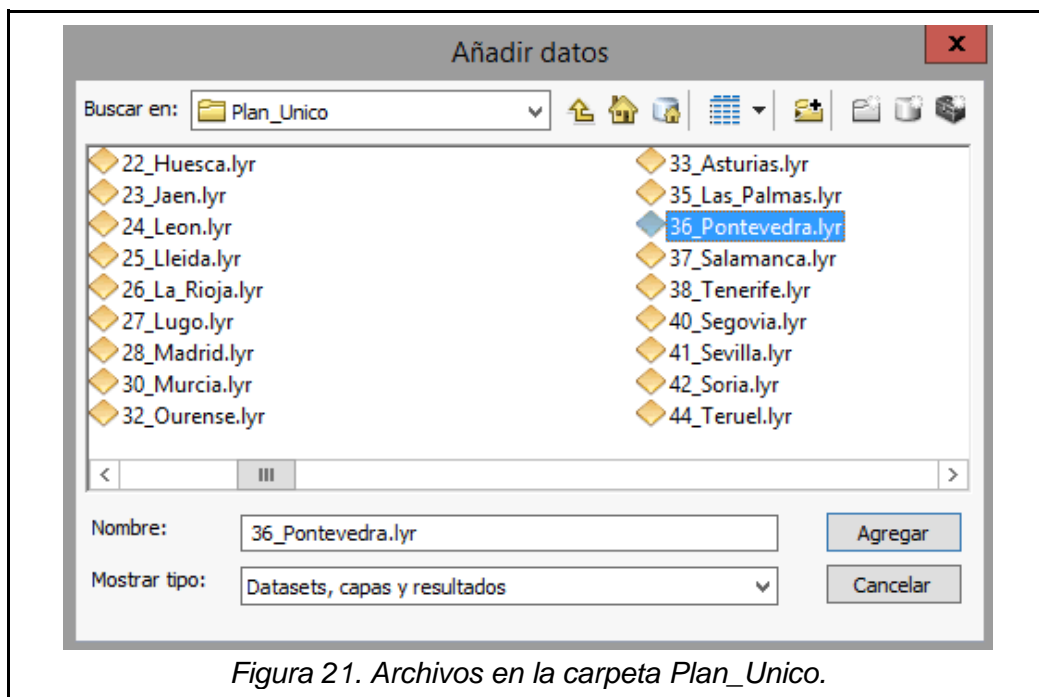 Añadir datos
x
Buscar en: Plan_Unico
22_Huesca.lyr
23_Jaen.lyr
24_Leon.lyr
25_Lleida.lyr
26_La_Rioja.lyr
27_Lugo.lyr
28_Madrid.lyr
30_Murcia.lyr
32_Ourense.lyr
33_Asturias.lyr
35_Las_Palmas.lyr
36_Pontevedra.lyr
37_Salamanca.lyr
38_Tenerife.lyr
40_Segovia.lyr
41_Sevilla.lyr
42_Soria.lyr
44_Teruel.lyr
Nombre: 36_Pontevedra.lyr Agregar
Mostrar tipo: Datasets, capas y resultados Cancelar
Figura 21. Archivos en la carpeta Plan_Unico.